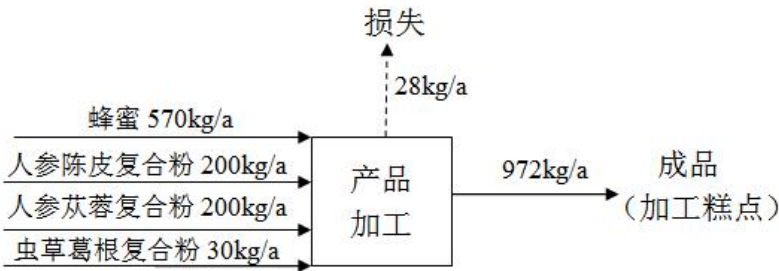 损失
28kg/a
蜂蜜 570kg/a
人参陈皮复合粉 200kg/a
人参苁蓉复合粉 200kg/a
虫草葛根复合粉 30kg/a
产品
加工
972kg/a
成品
（加工糕点）